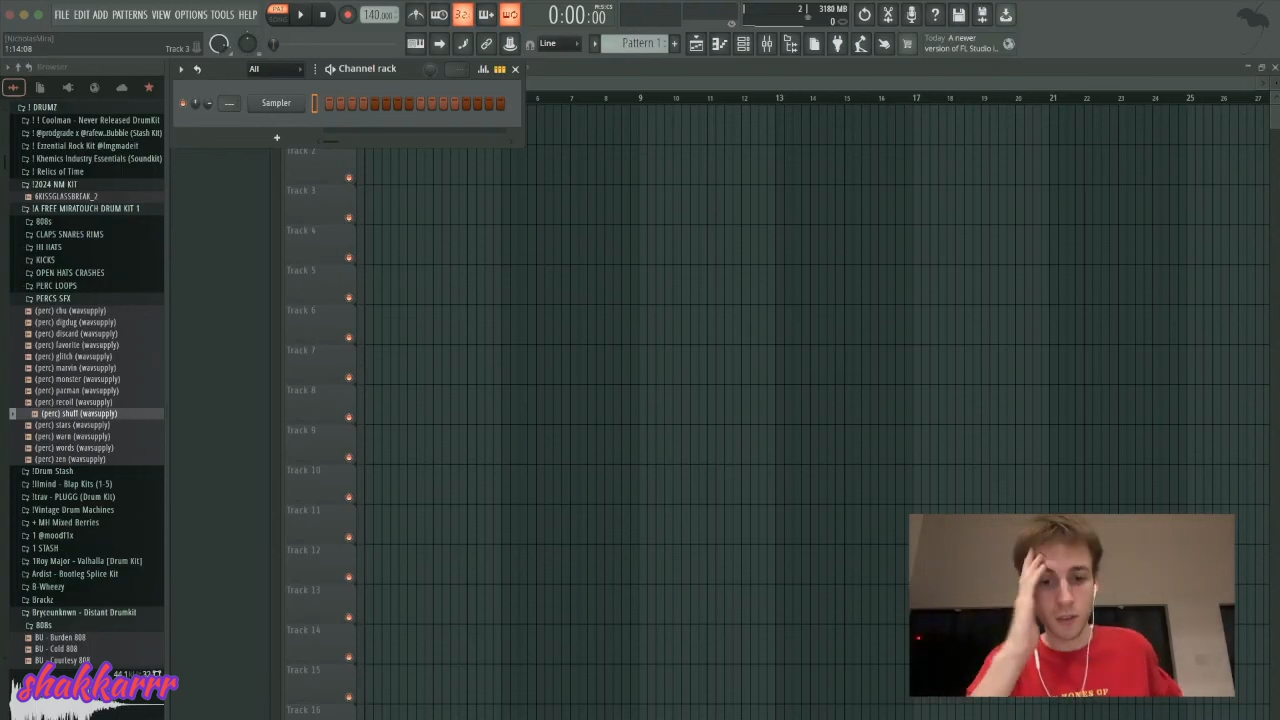 FILE EDIT ADD PATTERNS VIEW OPTIONS TOOLS HELP
140.000
0:00:00
2
3180 MB
0
[NicholasMira]
1:14:08
Track 3
Line
Pattern 1
Today A newer
version of FL Studio i..
Browser
All
Channel rack
Sampler
6 7 8 9 10 11 12 13 14 15 16 17 18 19 20 21 22 23 24 25 26 27
! DRUMZ
! ! Coolman - Never Released DrumKit
! @prodgrade x @rafew..Bubble (Stash Kit)
! Ezzential Rock Kit @lmgmadeit
! Khemics Industry Essentials (Soundkit)
! Relics of Time
!2024 NM KIT
6KISSGLASSBREAK_2
!A FREE MIRATOUCH DRUM KIT 1
808s
CLAPS SNARES RIMS
HI HATS
KICKS
OPEN HATS CRASHES
PERC LOOPS
PERCS SFX
(perc) chu (wavsupply)
(perc) digdug (wavsupply)
(perc) discard (wavsupply)
(perc) favorite (wavsupply)
(perc) glitch (wavsupply)
(perc) marvin (wavsupply)
(perc) monster (wavsupply)
(perc) pacman (wavsupply)
(perc) recoil (wavsupply)
(perc) shuff (wavsupply)
(perc) stars (wavsupply)
(perc) warn (wavsupply)
(perc) words (wavsupply)
(perc) zen (wavsupply)
!Drum Stash
!Illmind - Blap Kits (1-5)
!trav - PLUGG (Drum Kit)
!Vintage Drum Machines
+ MH Mixed Berries
1 @mood1x
1 STASH
1Roy Major - Valhalla [Drum Kit]
Ardist - Bootleg Splice Kit
B-Wheezy
Brackz
Bryceunknwn - Distant Drumkit
808s
BU - Burden 808
BU - Cold 808
BU - Courtesy 808
shakkarrr
Track 2
Track 3
Track 4
Track 5
Track 6
Track 7
Track 8
Track 9
Track 10
Track 11
Track 12
Track 13
Track 14
Track 15
Track 16
ZONES OF